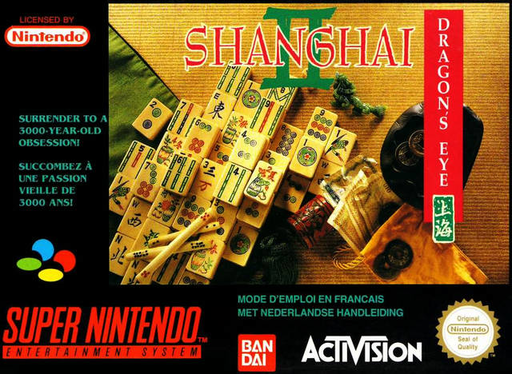 LICENSED BY
Nintendo
SHANGHAI
II
DRAGON'S EYE
上海
SURRENDER TO A
3000-YEAR-OLD
OBSESSION!
SUCCOMBEZ À
UNE PASSION
VIEILLE DE
3000 ANS!
MODE D'EMPLOI EN FRANCAIS
MET NEDERLANDSE HANDLEIDING
SUPER NINTENDO
ENTERTAINMENT SYSTEM
TM
BAN
DAI
ACTIVISION
Original
Nintendo
Seal of
Quality